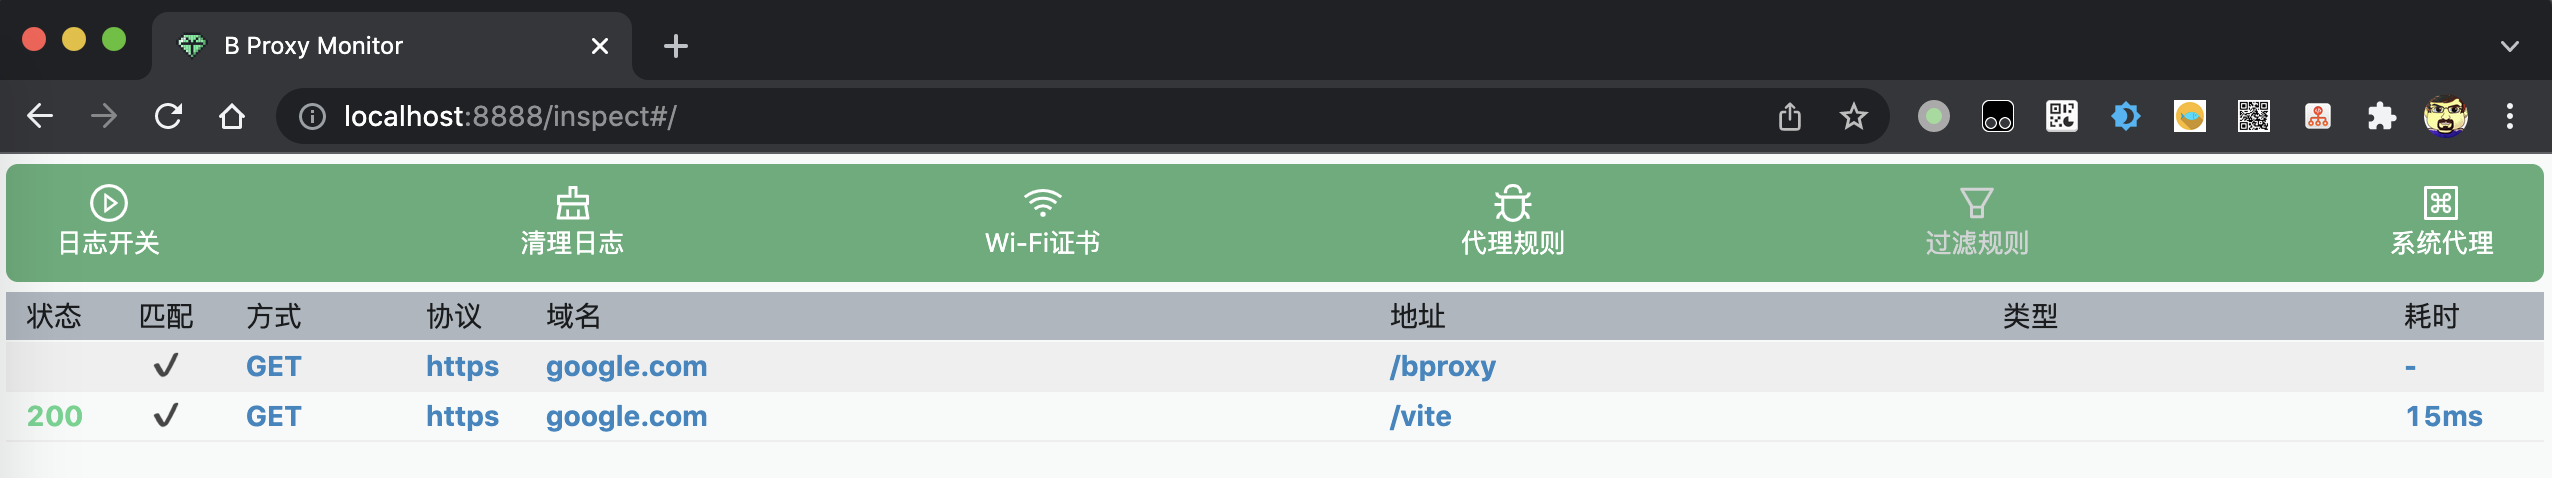 B Proxy Monitor
localhost:8888/inspect#/
日志开关 清理日志 Wi-Fi证书 代理规则 过滤规则 系统代理
状态 匹配 方式 协议 域名 地址 类型 耗时
✔ GET https google.com /bproxy -
200 ✔ GET https google.com /vite 15ms